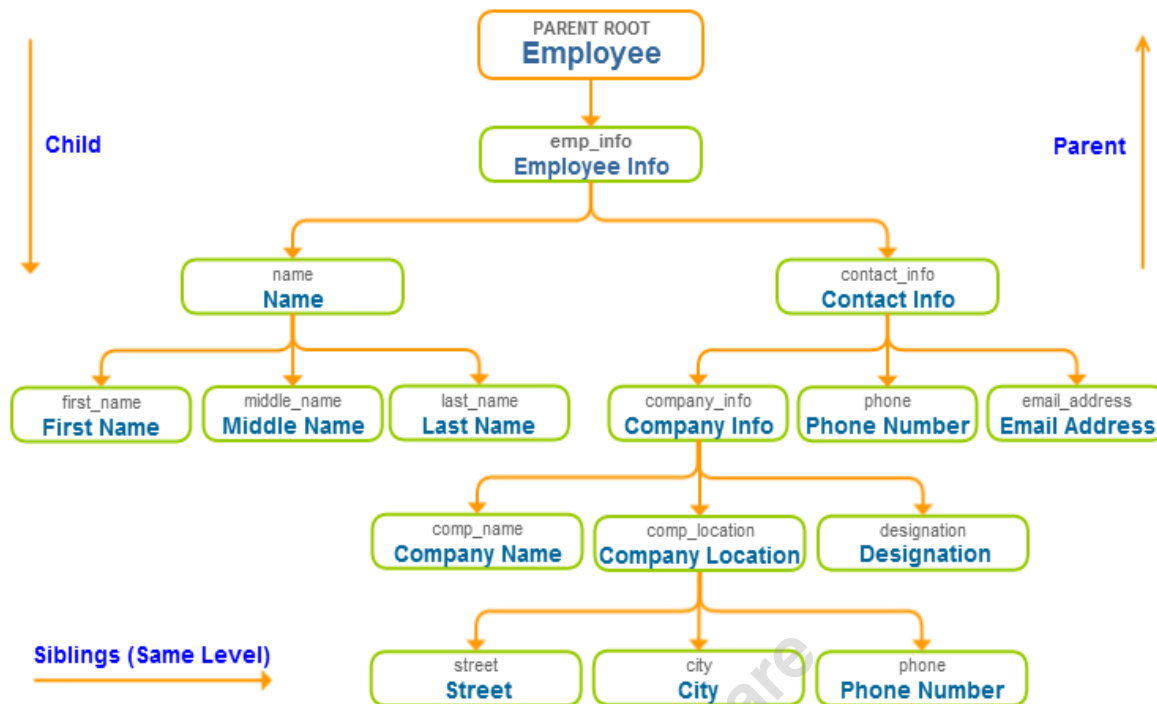 PARENT ROOT
Employee
Child
Parent
emp_info
Employee Info
name
Name
contact_info
Contact Info
first_name
First Name
middle_name
Middle Name
last_name
Last Name
company_info
Company Info
phone
Phone Number
email_address
Email Address
comp_name
Company Name
comp_location
Company Location
designation
Designation
Siblings (Same Level)
street
Street
city
City
phone
Phone Number
are